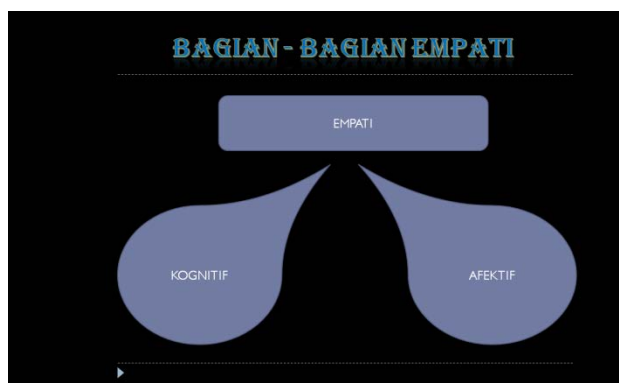 BAGIAN - BAGIAN EMPATI
EMPATI
KOGNITIF
AFEKTIF